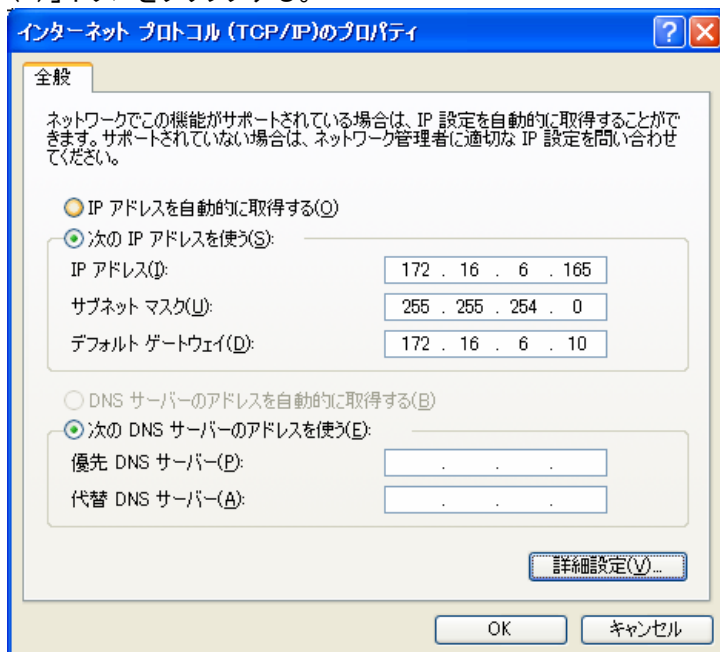 インターネット プロトコル (TCP/IP)のプロパティ
全般
ネットワークでこの機能がサポートされている場合は、IP 設定を自動的に取得することがで
きます。サポートされていない場合は、ネットワーク管理者に適切な IP 設定を問い合わせ
てください。
IP アドレスを自動的に取得する(O)
次の IP アドレスを使う(S):
IP アドレス(I): 172 . 16 . 6 . 165
サブネット マスク(U): 255 . 255 . 254 . 0
デフォルト ゲートウェイ(D): 172 . 16 . 6 . 10
DNS サーバーのアドレスを自動的に取得する(B)
次の DNS サーバーのアドレスを使う(E):
優先 DNS サーバー(P): . . .
代替 DNS サーバー(A): . . .
詳細設定(V)...
OK キャンセル